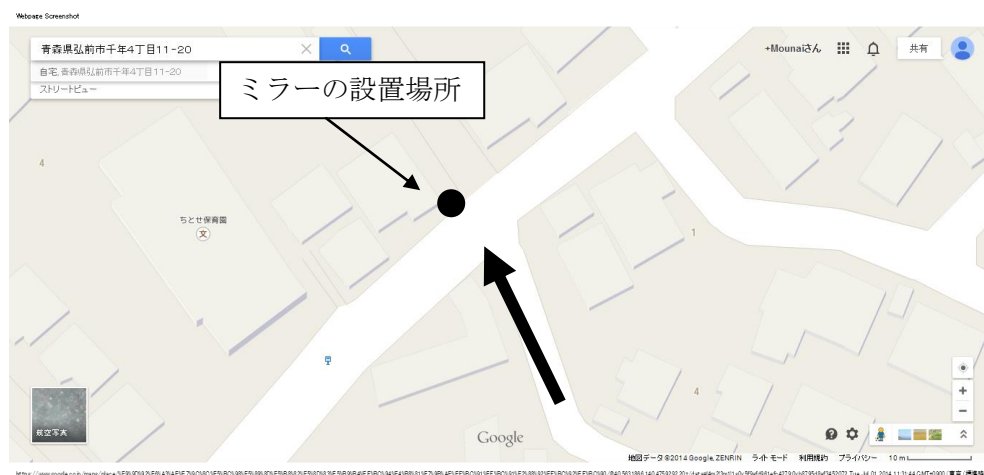 Webpage Screenshot
青森県弘前市千年4丁目11-20
+Mounaiさん
共有
自宅, 青森県弘前市千年4丁目11-20
ストリートビュー
ミラーの設置場所
4
ちとせ保育園
文
1
4
航空写真
Google
地図データ ©2014 Google, ZENRIN ライト モード 利用規約 プライバシー 10 m